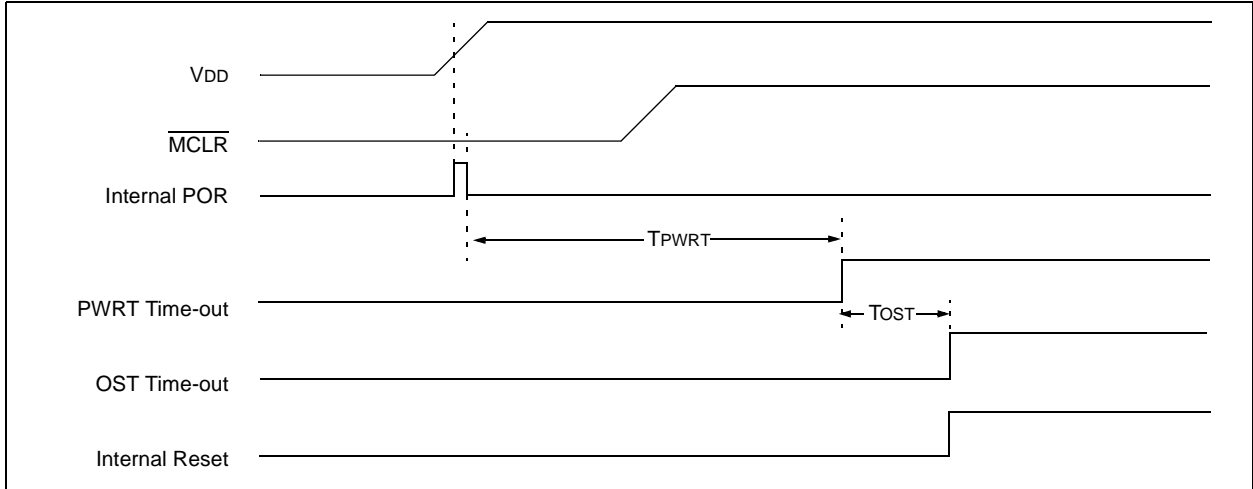 VDD
MCLR
Internal POR
TPWRT
PWRT Time-out
TOST
OST Time-out
Internal Reset